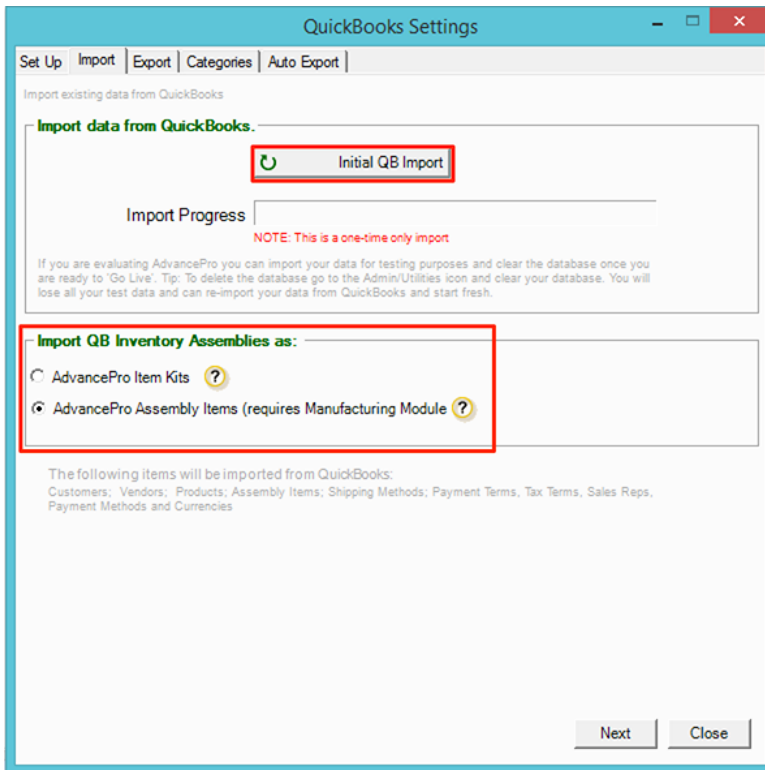 QuickBooks Settings
Set Up Import Export Categories Auto Export
Import existing data from QuickBooks
Import data from QuickBooks.
Initial QB Import
Import Progress
NOTE: This is a one-time only import
If you are evaluating AdvancePro you can import your data for testing purposes and clear the database once you
are ready to 'Go Live'. Tip: To delete the database go to the Admin/Utilities icon and clear your database. You will
lose all your test data and can re-import your data from QuickBooks and start fresh.
Import QB Inventory Assemblies as:
AdvancePro Item Kits ?
AdvancePro Assembly Items (requires Manufacturing Module ?
The following items will be imported from QuickBooks:
Customers; Vendors; Products; Assembly Items; Shipping Methods; Payment Terms, Tax Terms, Sales Reps,
Payment Methods and Currencies
Next Close